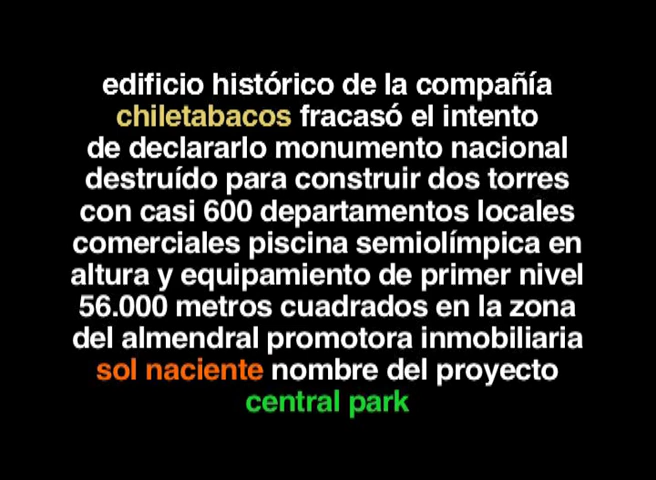 edificio histórico de la compañía
chiletabacos fracasó el intento
de declararlo monumento nacional
destruído para construir dos torres
con casi 600 departamentos locales
comerciales piscina semiolímpica en
altura y equipamiento de primer nivel
56.000 metros cuadrados en la zona
del almendral promotora inmobiliaria
sol naciente nombre del proyecto
central park